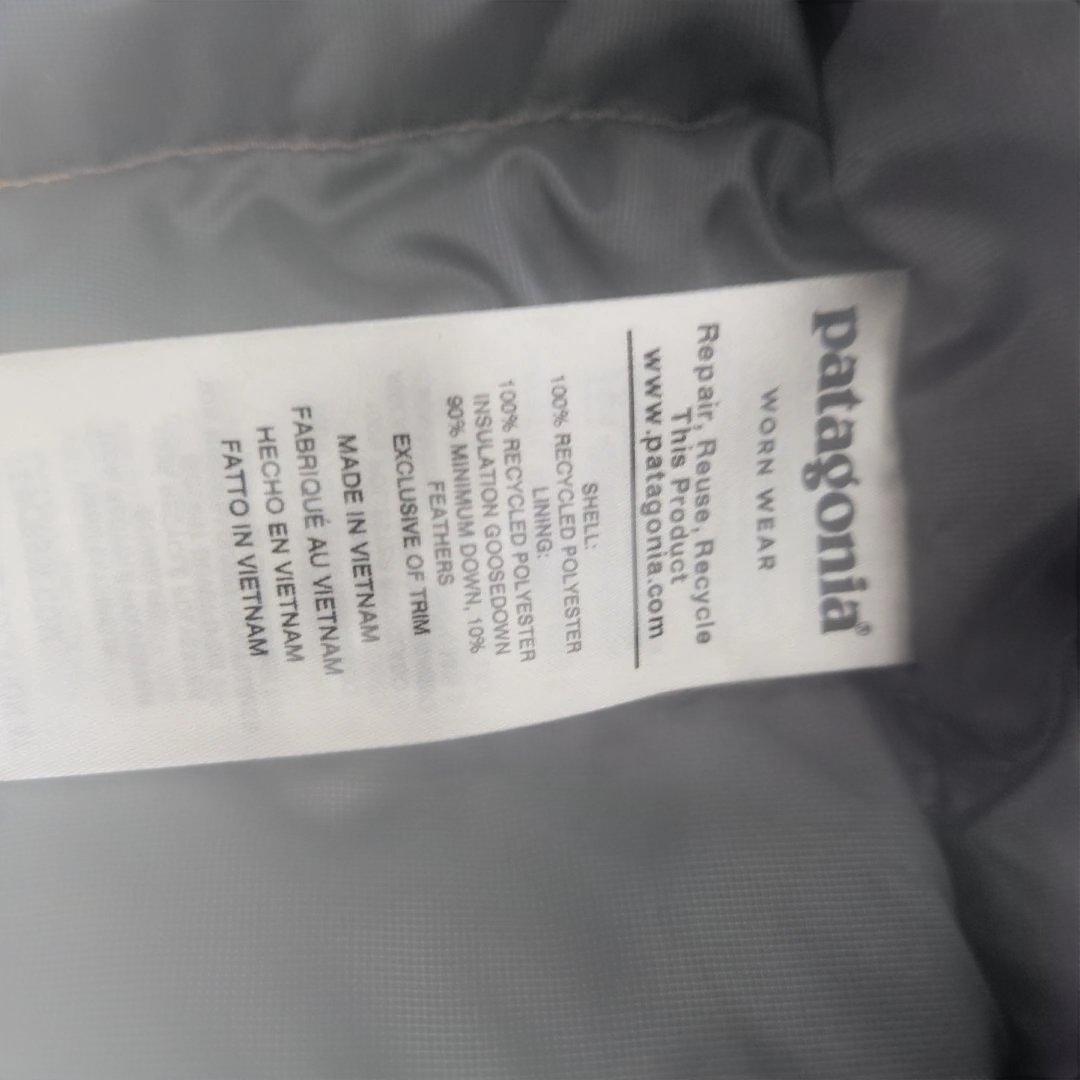 patagonia®
WORN WEAR
Repair, Reuse, Recycle
This Product
www.patagonia.com
SHELL:
100% RECYCLED POLYESTER
LINING:
100% RECYCLED POLYESTER
INSULATION GOOSEDOWN
90% MINIMUM DOWN, 10%
FEATHERS
EXCLUSIVE OF TRIM
MADE IN VIETNAM
FABRIQUÉ AU VIETNAM
HECHO EN VIETNAM
FATTO IN VIETNAM